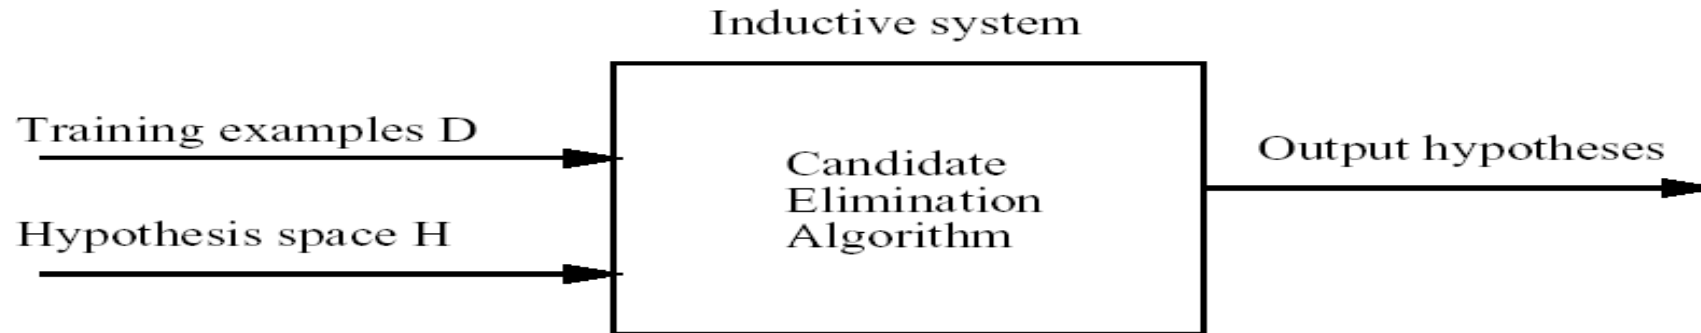 Inductive system
Training examples D
Candidate
Elimination
Algorithm
Output hypotheses
Hypothesis space H